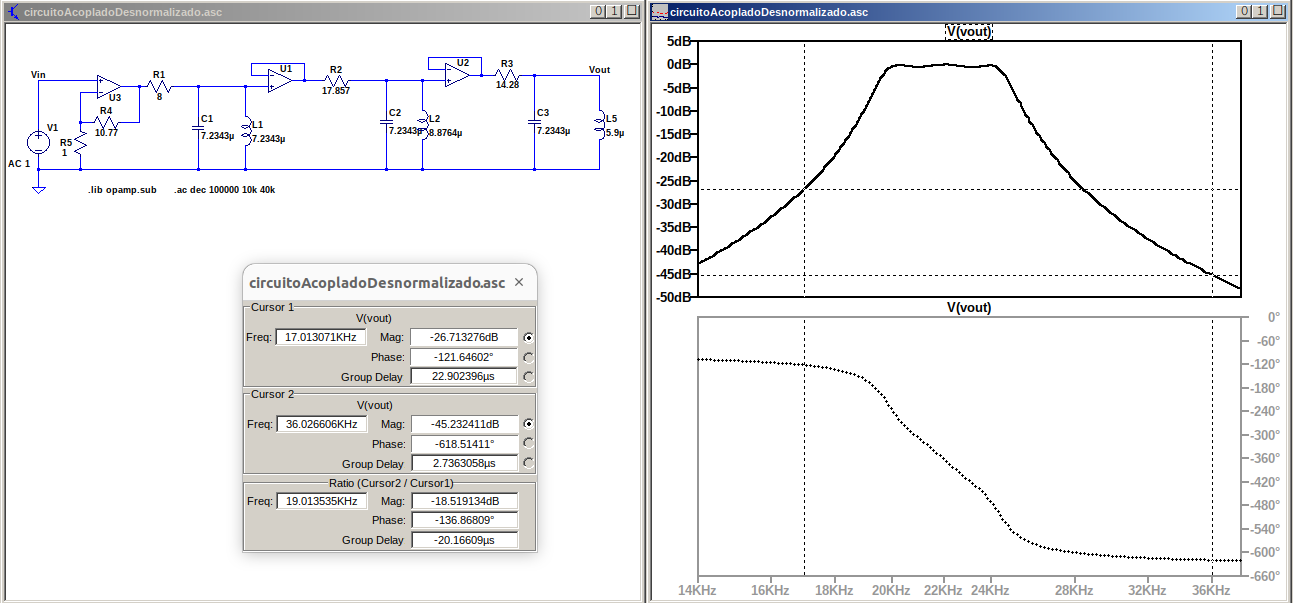 circuitoAcopladoDesnormalizado.asc
0 1
Vin
U3
R1
8
R4
10.77
R5
1
V1
AC 1
C1
7.2343µ
L1
7.2343µ
U1
R2
17.857
C2
7.2343µ
L2
8.8764µ
U2
R3
14.28
C3
7.2343µ
Vout
L5
5.9µ
.lib opamp.sub
.ac dec 100000 10k 40k
circuitoAcopladoDesnormalizado.asc ×
Cursor 1
V(vout)
Freq: 17.013071KHz Mag: -26.713276dB
Phase: -121.64602°
Group Delay 22.902396µs
Cursor 2
V(vout)
Freq: 36.026606KHz Mag: -45.232411dB
Phase: -618.51411°
Group Delay 2.7363058µs
Ratio (Cursor2 / Cursor1)
Freq: 19.013535KHz Mag: -18.519134dB
Phase: -136.86809°
Group Delay -20.16609µs
circuitoAcopladoDesnormalizado.asc
0 1
V(vout)
5dB
0dB
-5dB
-10dB
-15dB
-20dB
-25dB
-30dB
-35dB
-40dB
-45dB
-50dB
V(vout)
0°
-60°
-120°
-180°
-240°
-300°
-360°
-420°
-480°
-540°
-600°
-660°
14KHz 16KHz 18KHz 20KHz 22KHz 24KHz 28KHz 32KHz 36KHz